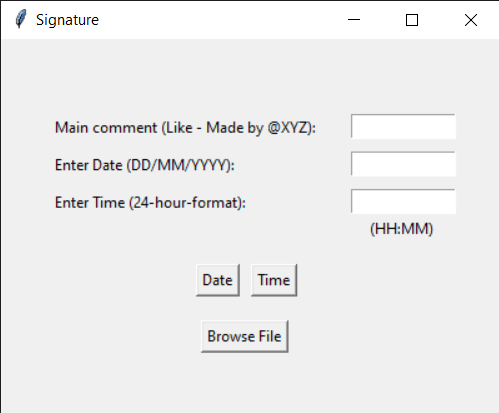 Signature
Main comment (Like - Made by @XYZ):
Enter Date (DD/MM/YYYY):
Enter Time (24-hour-format):
(HH:MM)
Date Time
Browse File